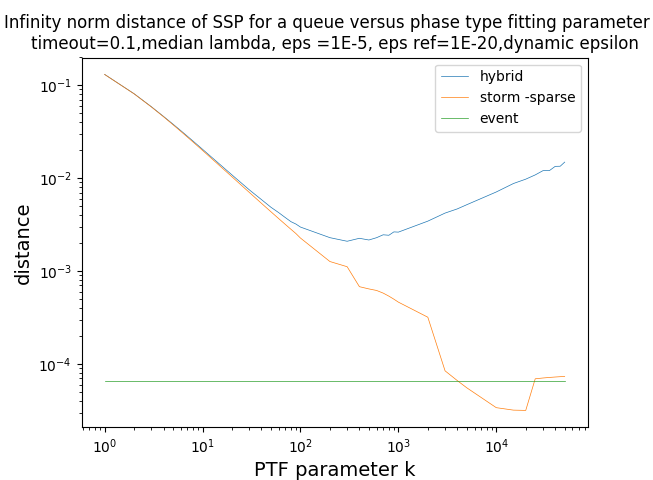 Infinity norm distance of SSP for a queue versus phase type fitting parameter
timeout=0.1,median lambda, eps =1E-5, eps ref=1E-20,dynamic epsilon
hybrid
storm -sparse
event
distance
10⁻¹
10⁻²
10⁻³
10⁻⁴
10⁰ 10¹ 10² 10³ 10⁴
PTF parameter k